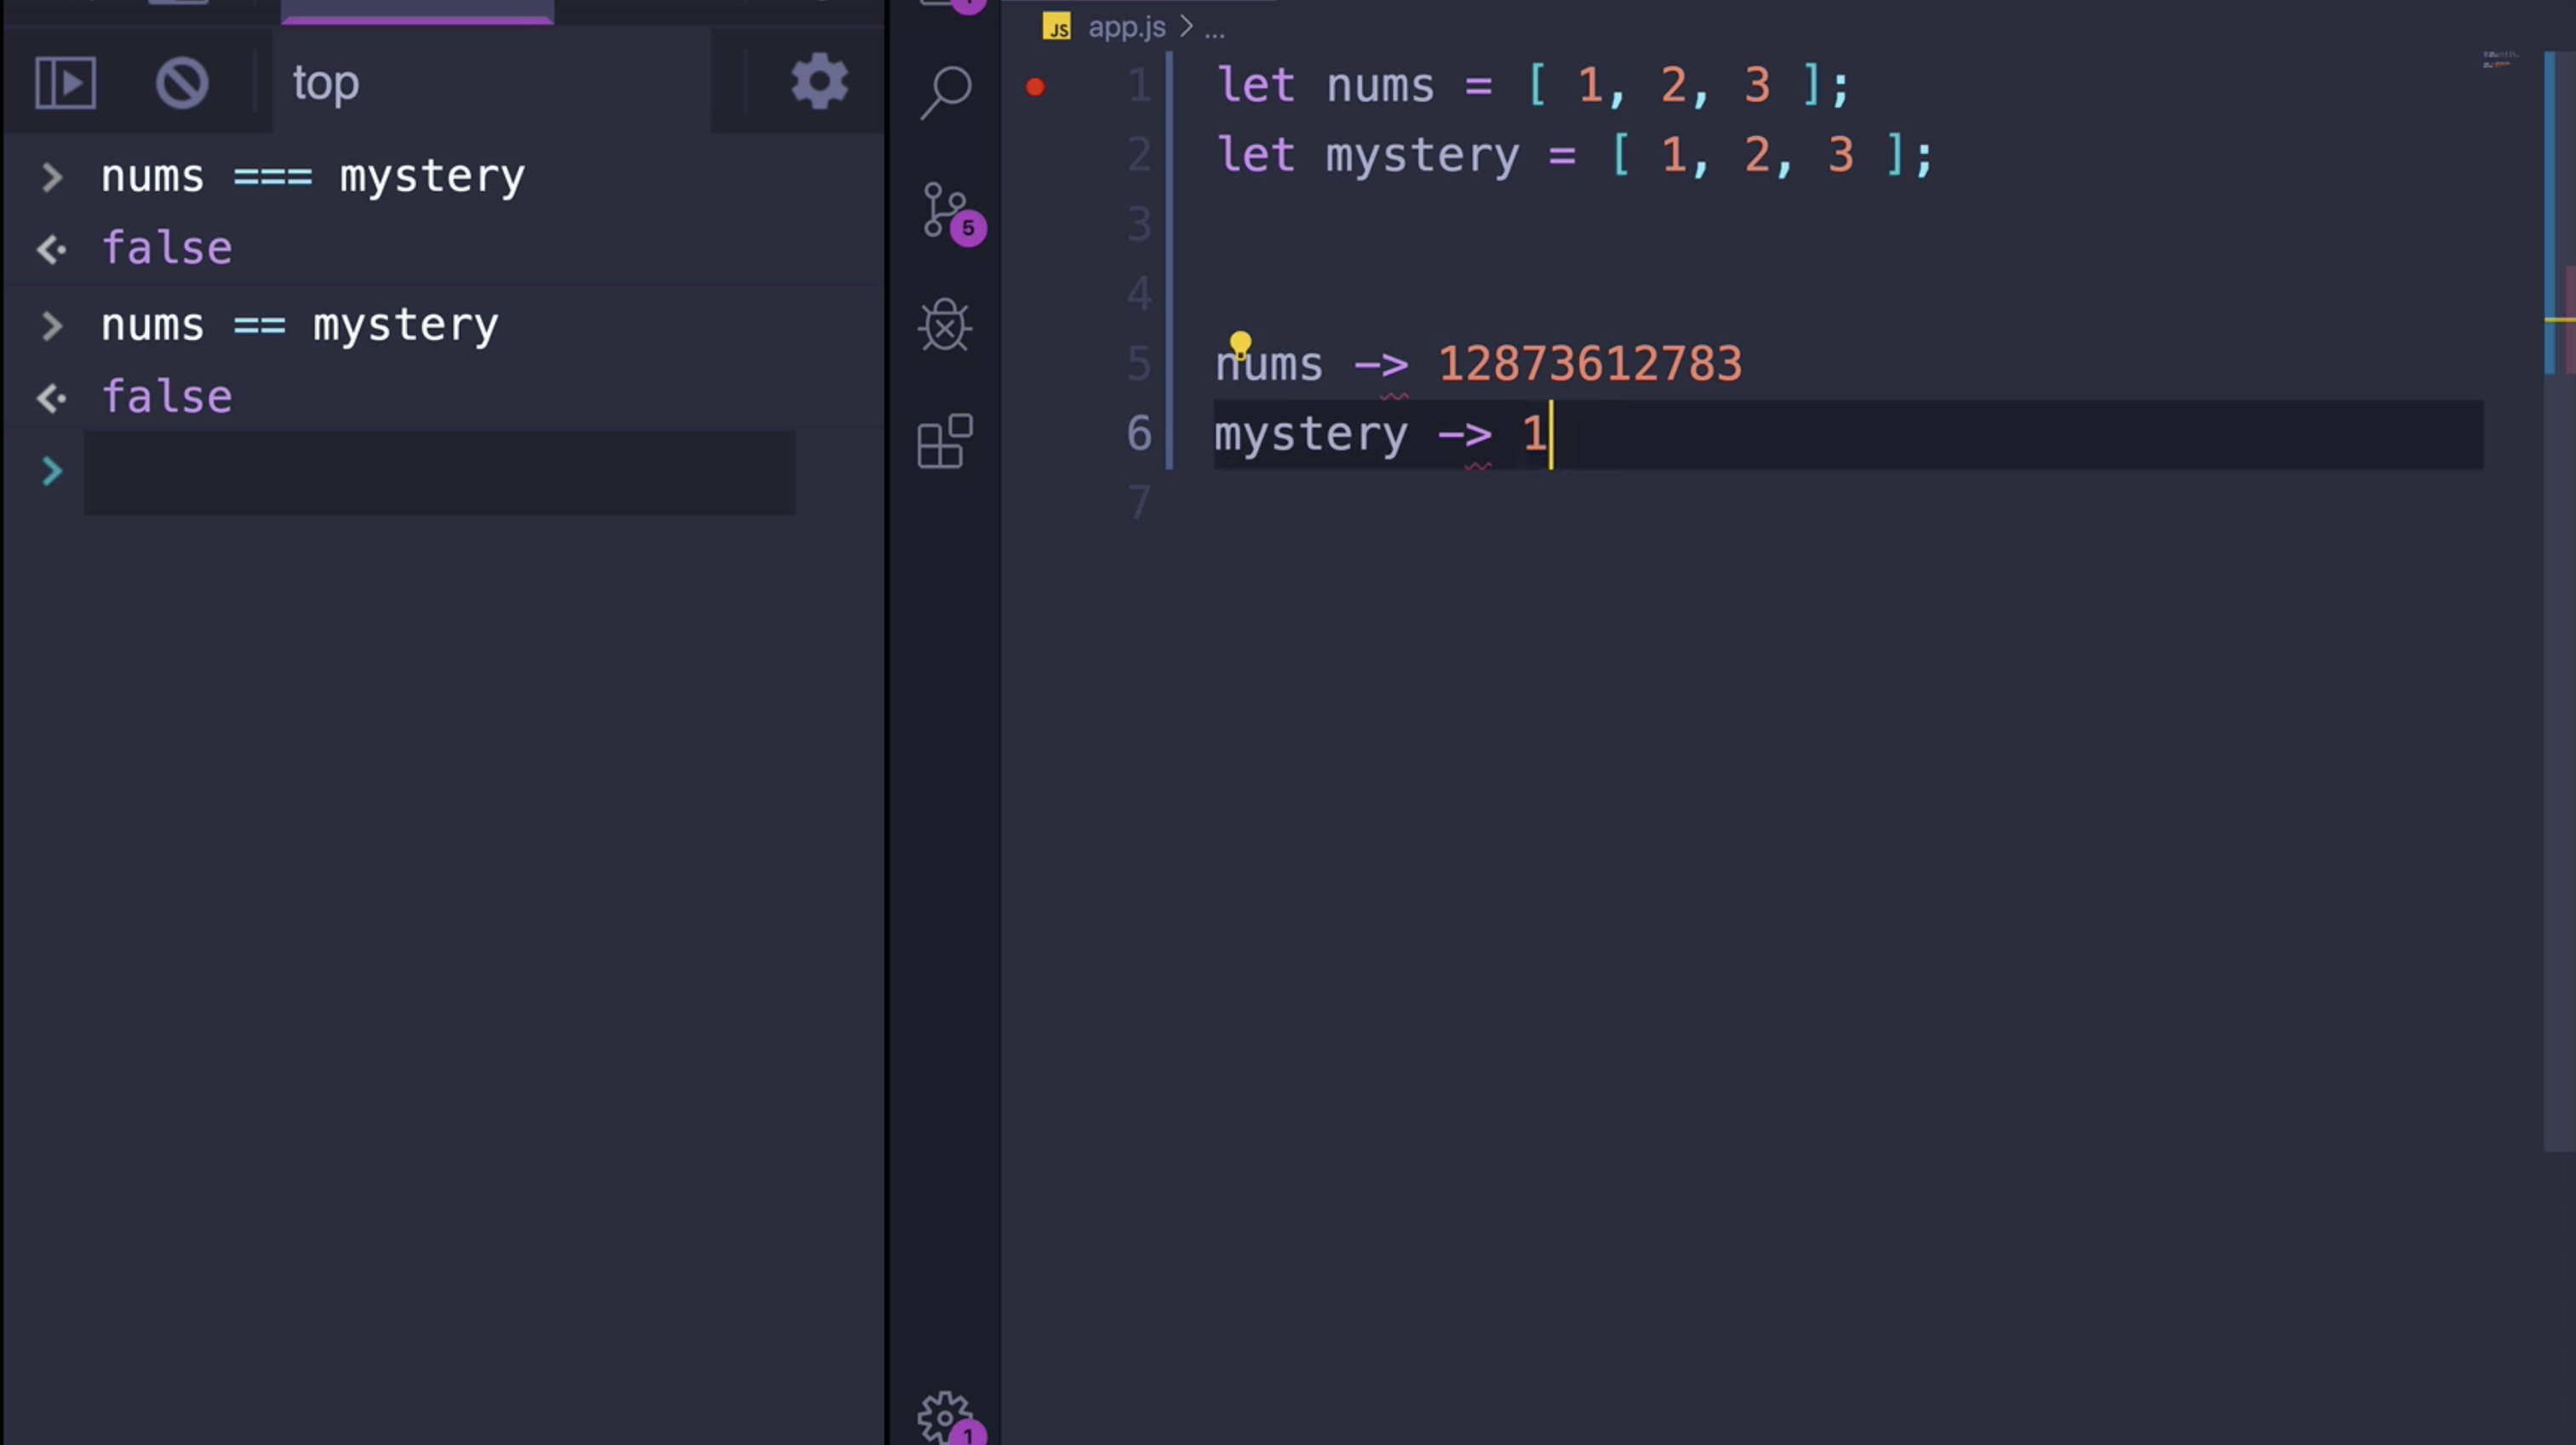 top
> nums === mystery
false
> nums == mystery
false
>
5
1
JS app.js > ...
1 let nums = [ 1, 2, 3 ];
2 let mystery = [ 1, 2, 3 ];
3
4
5 nums -> 12873612783
6 mystery -> 1
7